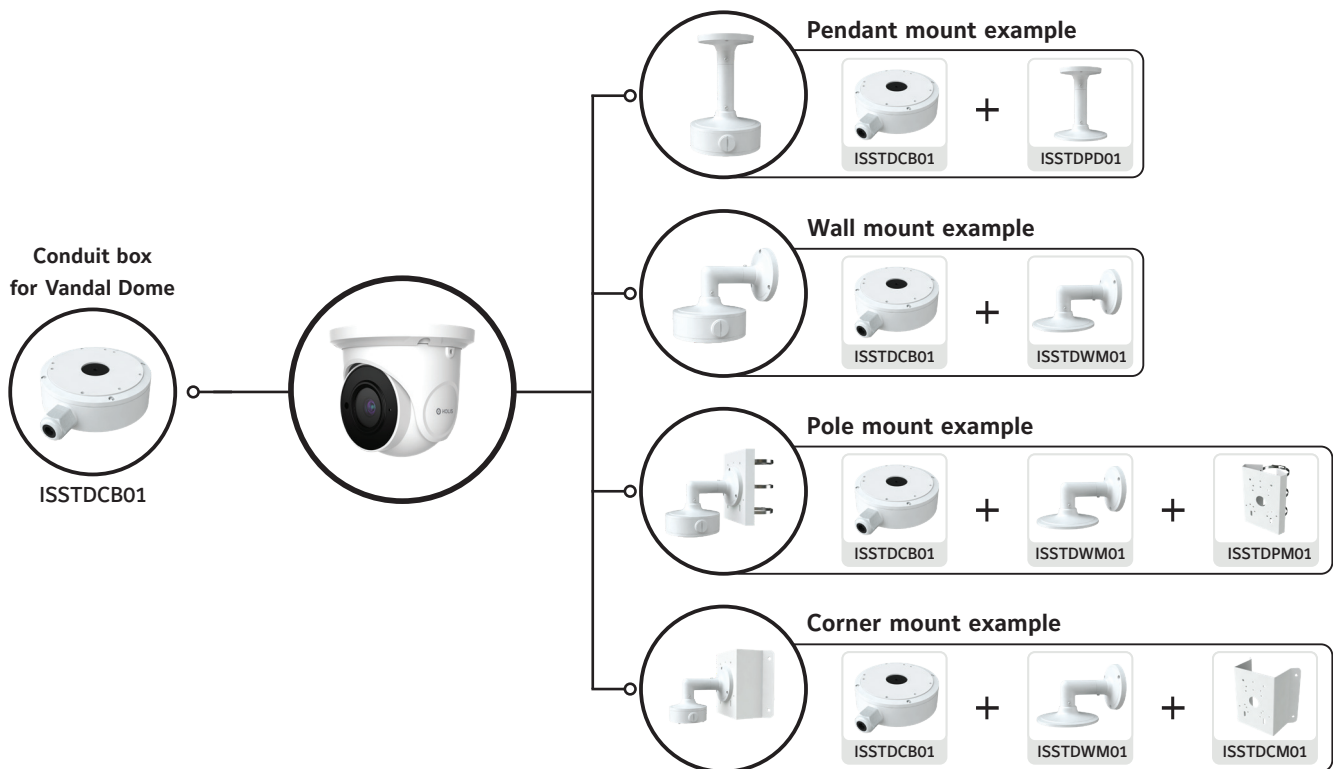 Pendant mount example
ISSTDCB01
+
ISSTDPD01
Wall mount example
ISSTDCB01
+
ISSTDWM01
Conduit box
for Vandal Dome
ISSTDCB01
Pole mount example
ISSTDCB01
+
ISSTDWM01
+
ISSTDPM01
Corner mount example
ISSTDCB01
+
ISSTDWM01
+
ISSTDCM01